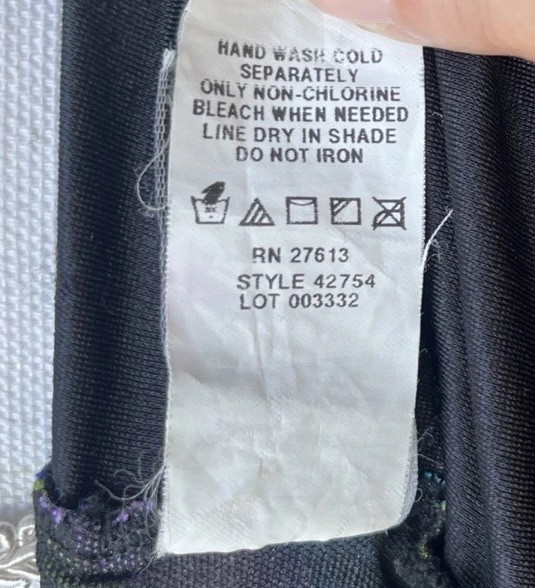 HAND WASH COLD
SEPARATELY
ONLY NON-CHLORINE
BLEACH WHEN NEEDED
LINE DRY IN SHADE
DO NOT IRON
RN 27613
STYLE 42754
LOT 003332